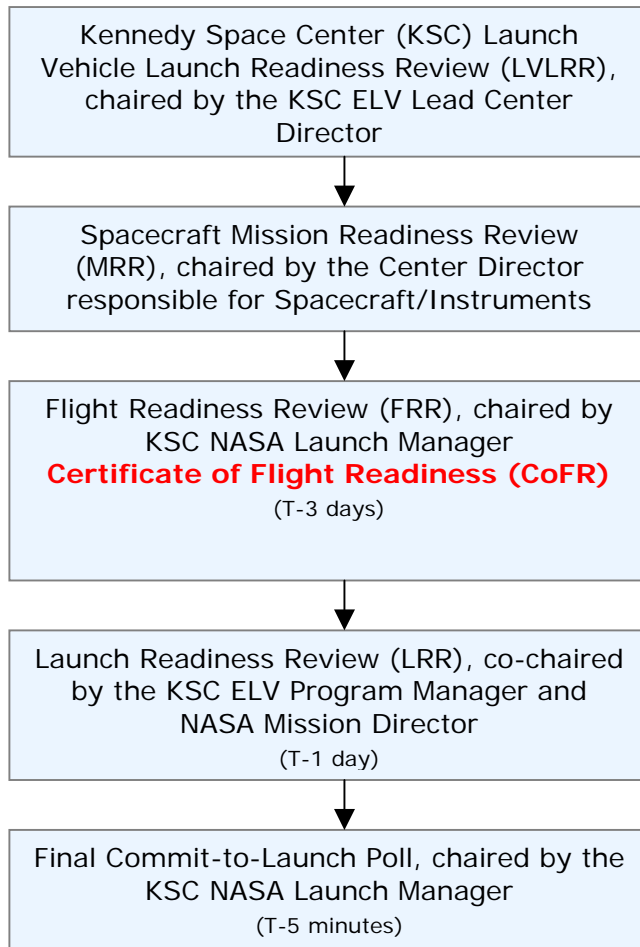 Kennedy Space Center (KSC) Launch
Vehicle Launch Readiness Review (LVLRR),
chaired by the KSC ELV Lead Center
Director
Spacecraft Mission Readiness Review
(MRR), chaired by the Center Director
responsible for Spacecraft/Instruments
Flight Readiness Review (FRR), chaired by
KSC NASA Launch Manager
Certificate of Flight Readiness (CoFR)
(T-3 days)
Launch Readiness Review (LRR), co-chaired
by the KSC ELV Program Manager and
NASA Mission Director
(T-1 day)
Final Commit-to-Launch Poll, chaired by the
KSC NASA Launch Manager
(T-5 minutes)